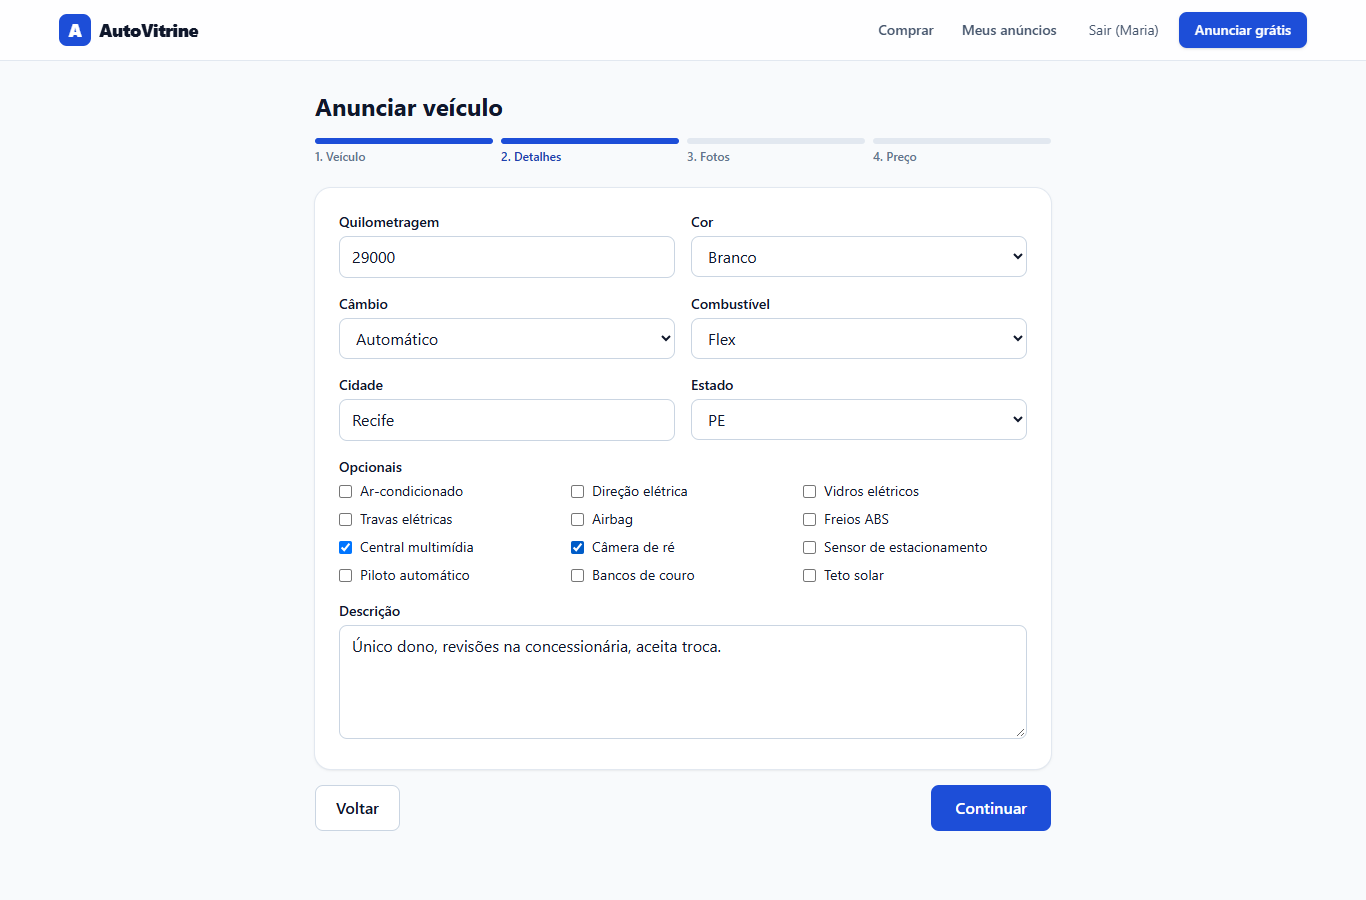 A AutoVitrine
Comprar Meus anúncios Sair (Maria) Anunciar grátis
Anunciar veículo
1. Veículo 2. Detalhes 3. Fotos 4. Preço
Quilometragem Cor
29000 Branco
Câmbio Combustível
Automático Flex
Cidade Estado
Recife PE
Opcionais
Ar-condicionado Direção elétrica Vidros elétricos
Travas elétricas Airbag Freios ABS
Central multimídia Câmera de ré Sensor de estacionamento
Piloto automático Bancos de couro Teto solar
Descrição
Único dono, revisões na concessionária, aceita troca.
Voltar Continuar